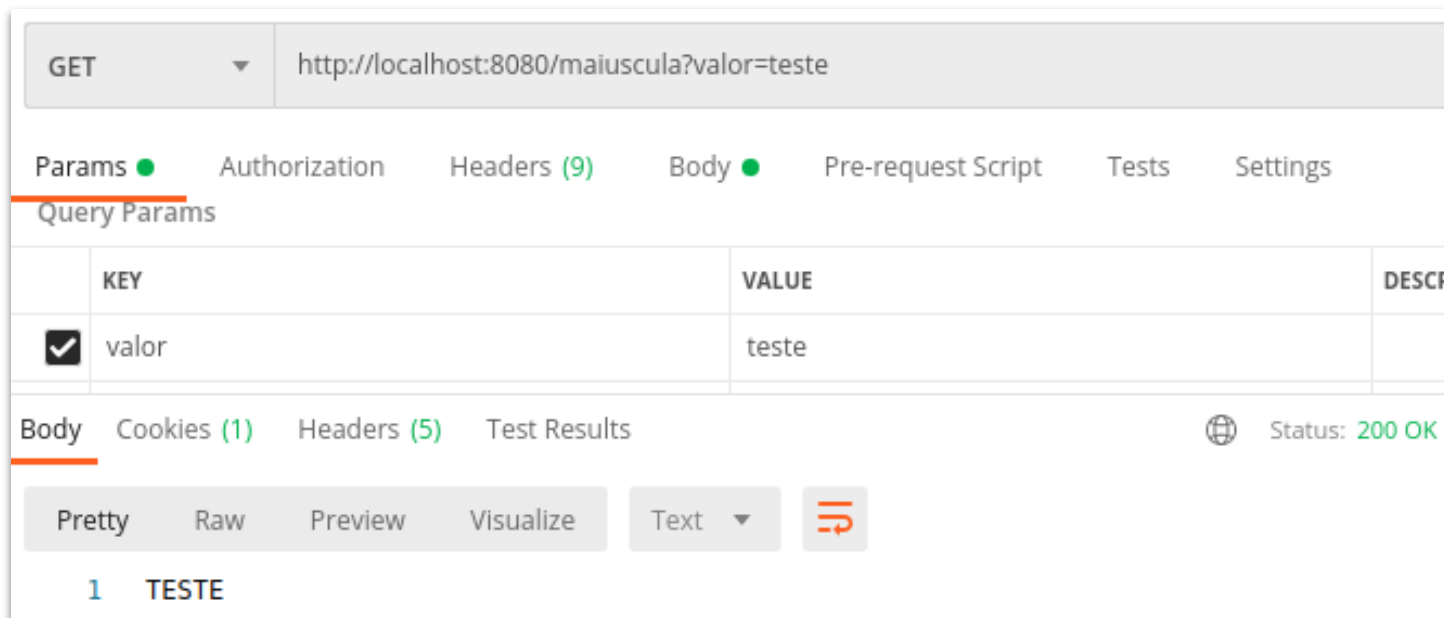 GET http://localhost:8080/maiuscula?valor=teste
Params Authorization Headers (9) Body Pre-request Script Tests Settings
Query Params
KEY VALUE DESCR
valor teste
Body Cookies (1) Headers (5) Test Results Status: 200 OK
Pretty Raw Preview Visualize Text
1 TESTE